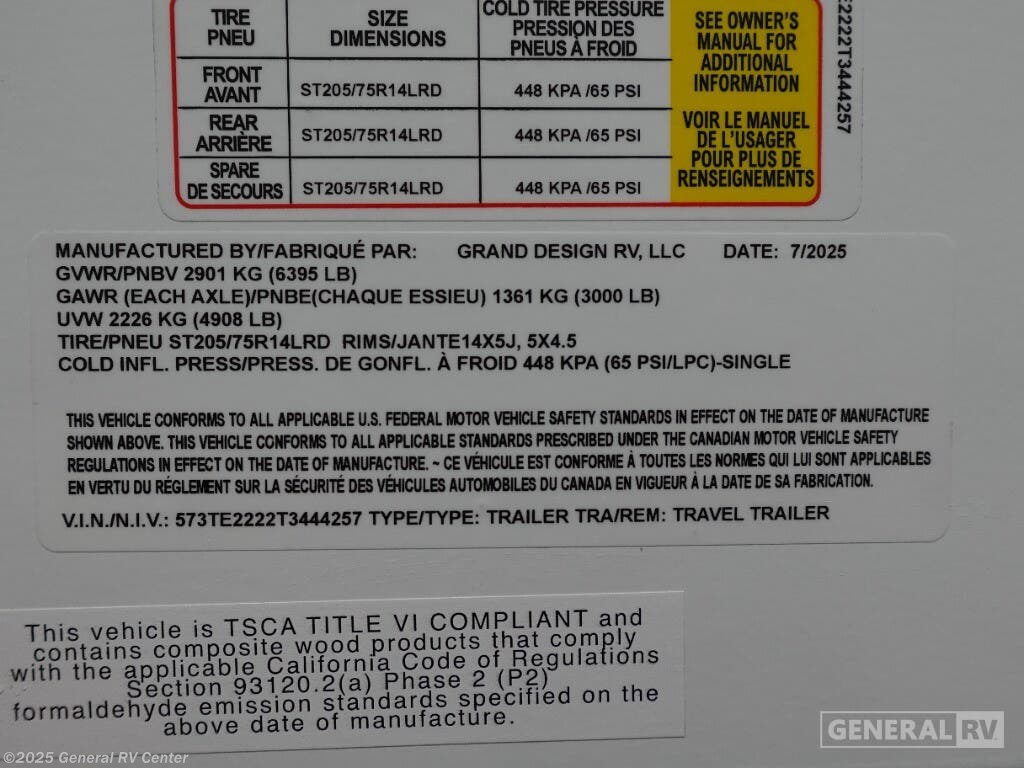 TIRE SIZE COLD TIRE PRESSURE
PNEU DIMENSIONS PRESSION DES
PNEUS À FROID
FRONT
AVANT ST205/75R14LRD 448 KPA /65 PSI
REAR
ARRIÈRE ST205/75R14LRD 448 KPA /65 PSI
SPARE
DE SECOURS ST205/75R14LRD 448 KPA /65 PSI
SEE OWNER'S
MANUAL FOR
ADDITIONAL
INFORMATION
VOIR LE MANUEL
DE L'USAGER
POUR PLUS DE
RENSEIGNEMENTS
E2222T3444257
MANUFACTURED BY/FABRIQUÉ PAR: GRAND DESIGN RV, LLC DATE: 7/2025
GVWR/PNBV 2901 KG (6395 LB)
GAWR (EACH AXLE)/PNBE(CHAQUE ESSIEU) 1361 KG (3000 LB)
UVW 2226 KG (4908 LB)
TIRE/PNEU ST205/75R14LRD RIMS/JANTE14X5J, 5X4.5
COLD INFL. PRESS/PRESS. DE GONFL. À FROID 448 KPA (65 PSI/LPC)-SINGLE
THIS VEHICLE CONFORMS TO ALL APPLICABLE U.S. FEDERAL MOTOR VEHICLE SAFETY STANDARDS IN EFFECT ON THE DATE OF MANUFACTURE
SHOWN ABOVE. THIS VEHICLE CONFORMS TO ALL APPLICABLE STANDARDS PRESCRIBED UNDER THE CANADIAN MOTOR VEHICLE SAFETY
REGULATIONS IN EFFECT ON THE DATE OF MANUFACTURE. ~ CE VÉHICULE EST CONFORME À TOUTES LES NORMES QUI LUI SONT APPLICABLES
EN VERTU DU RÉGLEMENT SUR LA SÉCURITÉ DES VÉHICULES AUTOMOBILES DU CANADA EN VIGUEUR À LA DATE DE SA FABRICATION.
V.I.N./N.I.V.: 573TE2222T3444257 TYPE/TYPE: TRAILER TRA/REM: TRAVEL TRAILER
This vehicle is TSCA TITLE VI COMPLIANT and
contains composite wood products that comply
with the applicable California Code of Regulations
Section 93120.2(a) Phase 2 (P2)
formaldehyde emission standards specified on the
above date of manufacture.
GENERAL RV
©2025 General RV Center